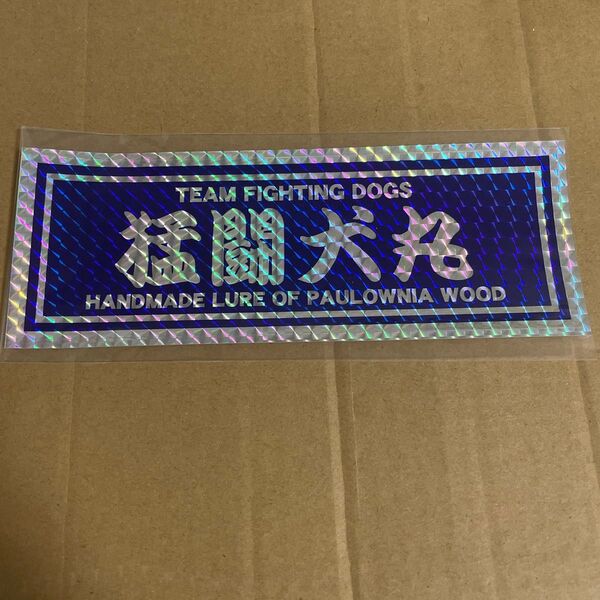 TEAM FIGHTING DOGS
猛闘犬丸
HANDMADE LURE OF PAULOWNIA WOOD